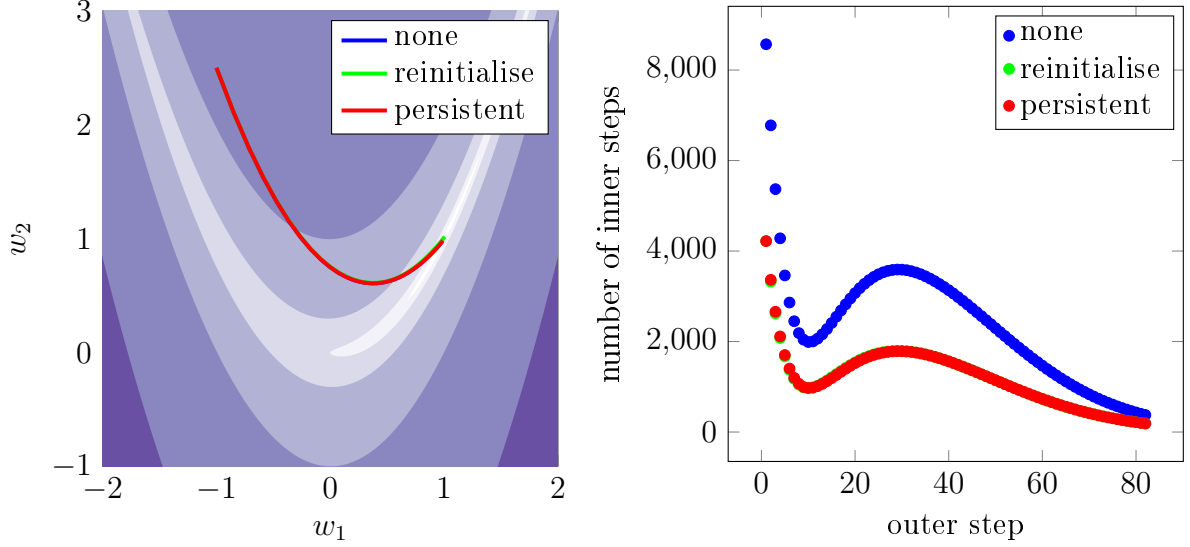 3
2
1
0
−1
−2
−1
0
1
2
w1
w2
none
reinitialise
persistent
8,000
6,000
4,000
2,000
0
0
20
40
60
80
outer step
number of inner steps
none
reinitialise
persistent